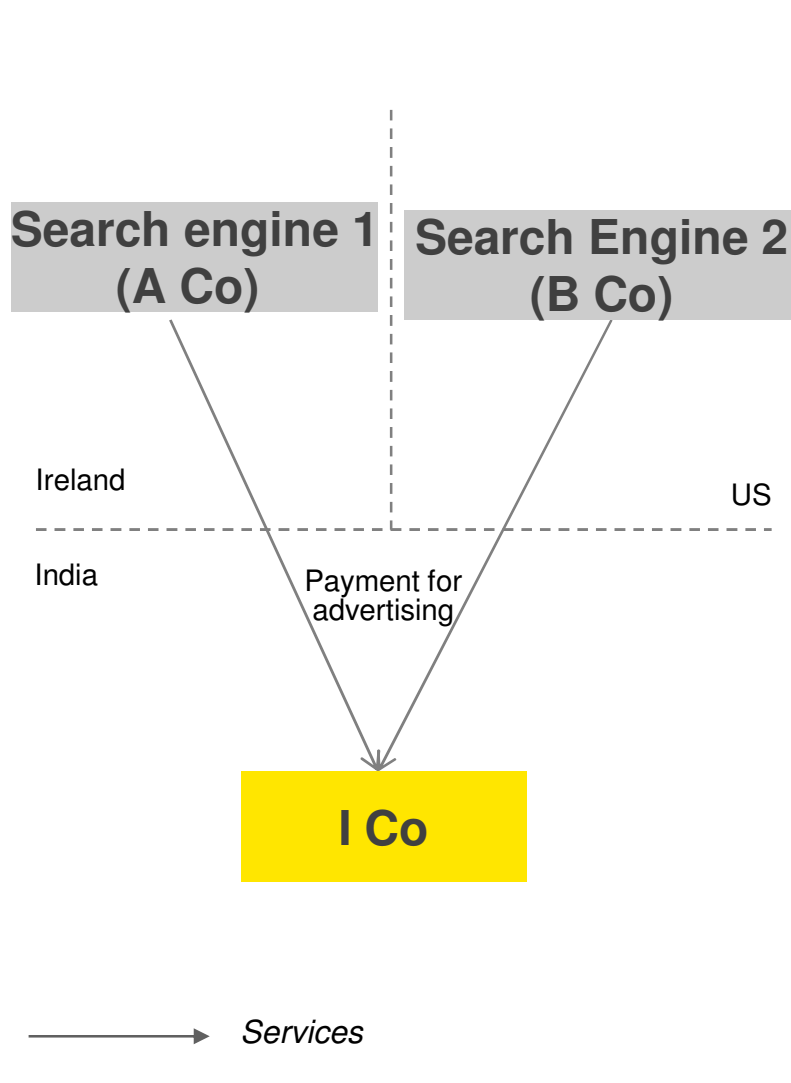 Search engine 1
(A Co)
Search Engine 2
(B Co)
Ireland
US
India
Payment for
advertising
I Co
Services